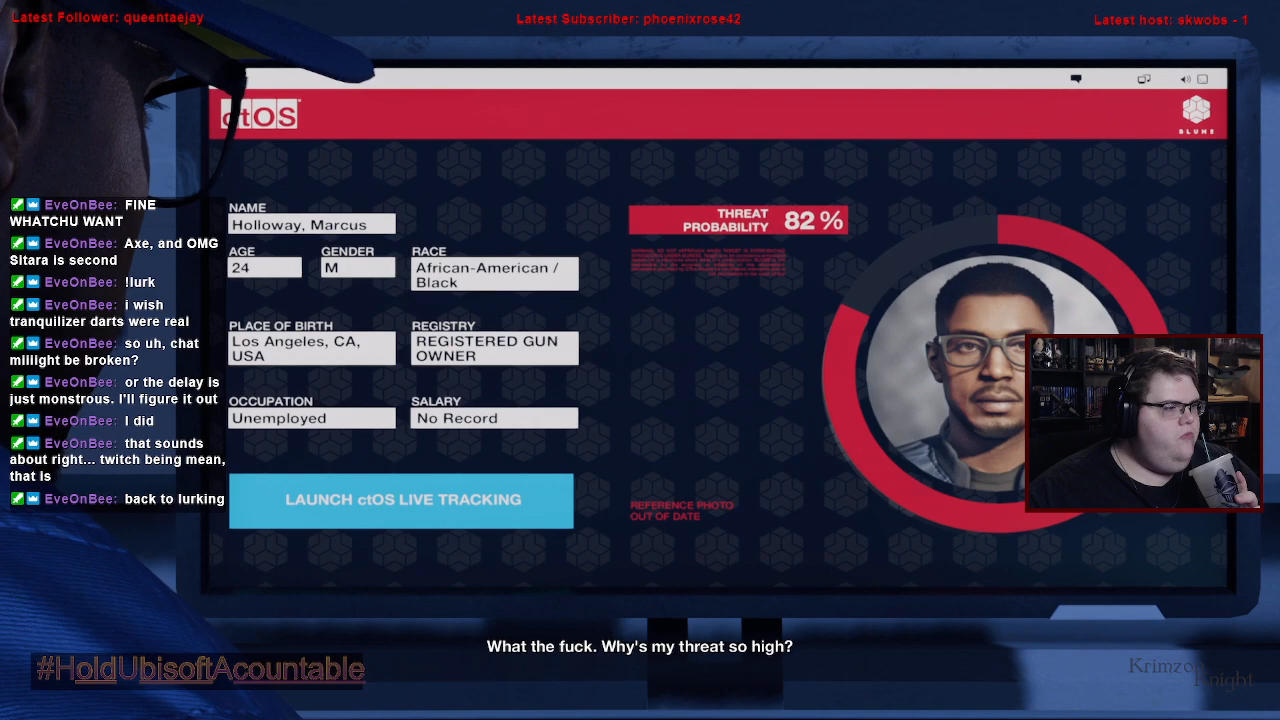 Latest Follower: queentaejay
Latest Subscriber: phoenixrose42
Latest host: skwobs - 1
ctOS
BLUME
NAME
Holloway, Marcus
AGE
24
GENDER
M
RACE
African-American /
Black
PLACE OF BIRTH
Los Angeles, CA,
USA
REGISTRY
REGISTERED GUN
OWNER
OCCUPATION
Unemployed
SALARY
No Record
LAUNCH ctOS LIVE TRACKING
THREAT
PROBABILITY 82 %
REFERENCE PHOTO
OUT OF DATE
EveOnBee: FINE
WHATCHU WANT
EveOnBee: Axe, and OMG
Sitara is second
EveOnBee: !lurk
EveOnBee: i wish
tranquilizer darts were real
EveOnBee: so uh, chat
miiiight be broken?
EveOnBee: or the delay is
just monstrous. I'll figure it out
EveOnBee: I did
EveOnBee: that sounds
about right... twitch being mean,
that is
EveOnBee: back to lurking
What the fuck. Why's my threat so high?
#HoldUbisoftAcountable
Krimzon
Knight